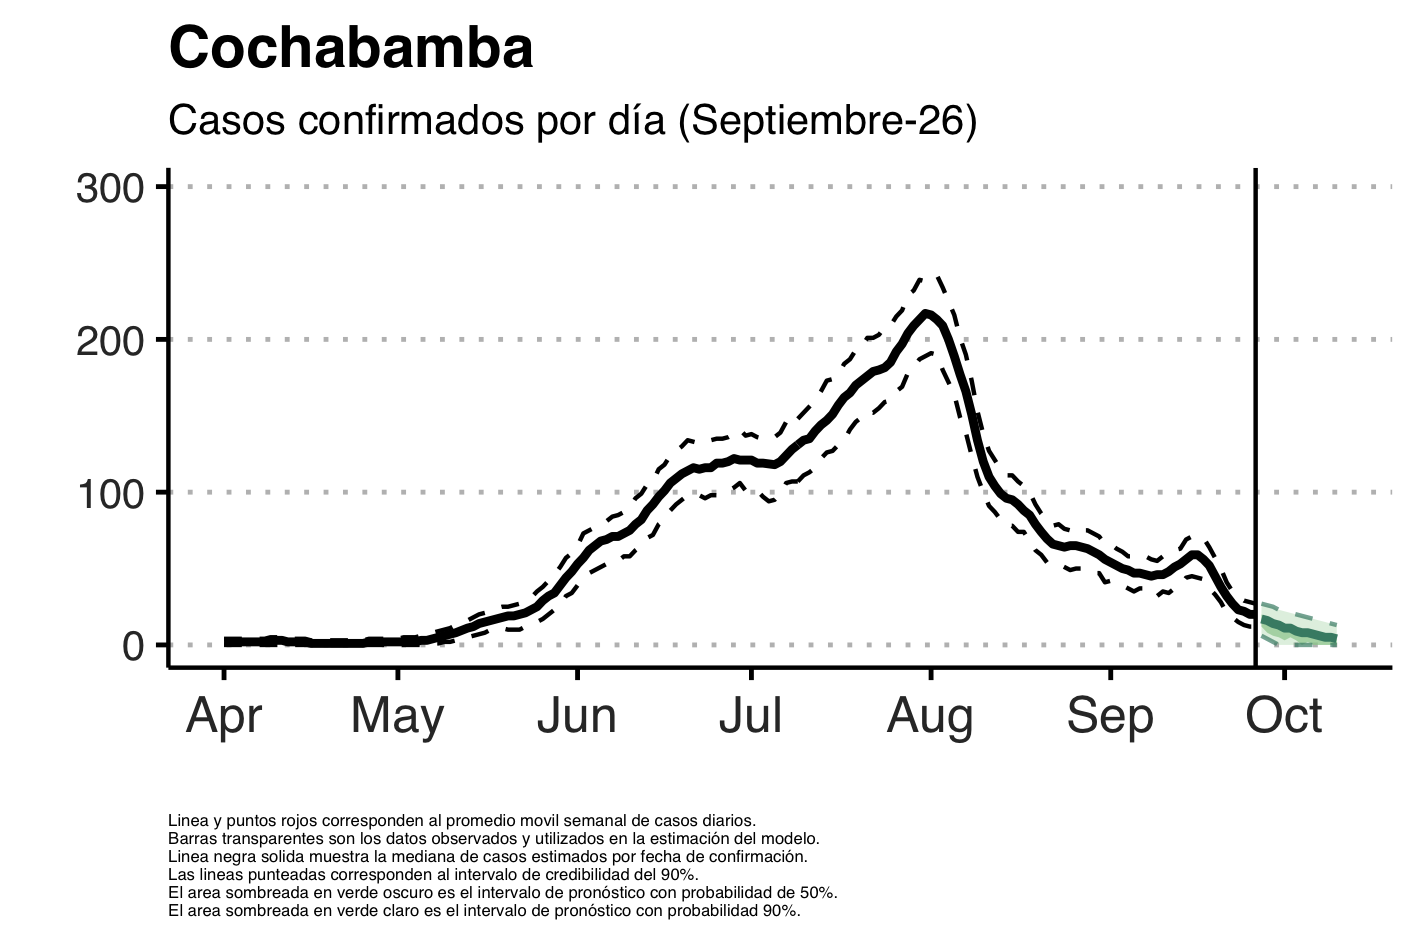 Cochabamba
Casos confirmados por día (Septiembre-26)
300
200
100
0
Apr May Jun Jul Aug Sep Oct
Linea y puntos rojos corresponden al promedio movil semanal de casos diarios.
Barras transparentes son los datos observados y utilizados en la estimación del modelo.
Linea negra solida muestra la mediana de casos estimados por fecha de confirmación.
Las lineas punteadas corresponden al intervalo de credibilidad del 90%.
El area sombreada en verde oscuro es el intervalo de pronóstico con probabilidad de 50%.
El area sombreada en verde claro es el intervalo de pronóstico con probabilidad 90%.